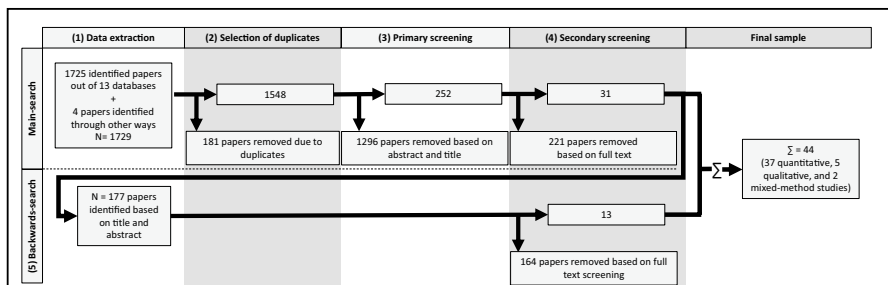 (1) Data extraction
(2) Selection of duplicates
(3) Primary screening
(4) Secondary screening
Final sample
Main-search
1725 identified papers
out of 13 databases
+
4 papers identified
through other ways
N= 1729
1548
252
31
181 papers removed due to
duplicates
1296 papers removed based on
abstract and title
221 papers removed
based on full text
∑
∑ = 44
(37 quantitative, 5
qualitative, and 2
mixed-method studies)
(5) Backwards-search
N = 177 papers
identified based
on title and
abstract
13
164 papers removed based on full
text screening